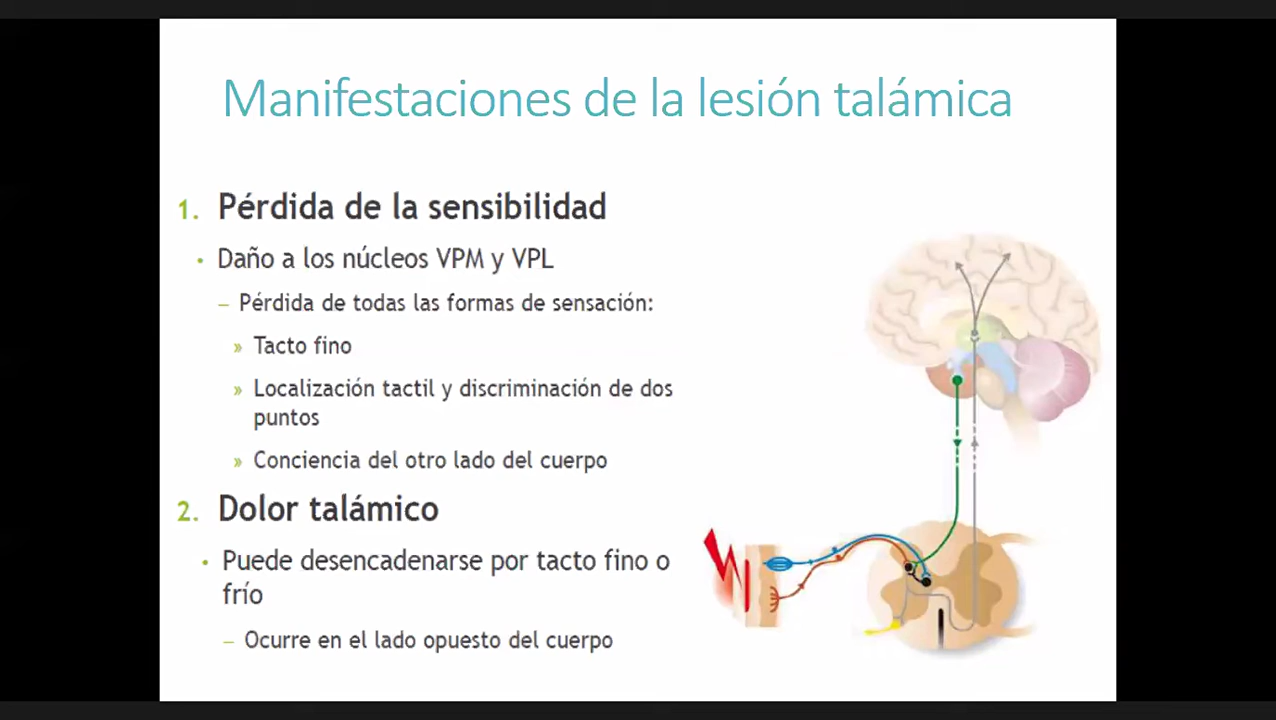 Manifestaciones de la lesión talámica
1. Pérdida de la sensibilidad
• Daño a los núcleos VPM y VPL
– Pérdida de todas las formas de sensación:
» Tacto fino
» Localización tactil y discriminación de dos
puntos
» Conciencia del otro lado del cuerpo
2. Dolor talámico
• Puede desencadenarse por tacto fino o
frío
– Ocurre en el lado opuesto del cuerpo